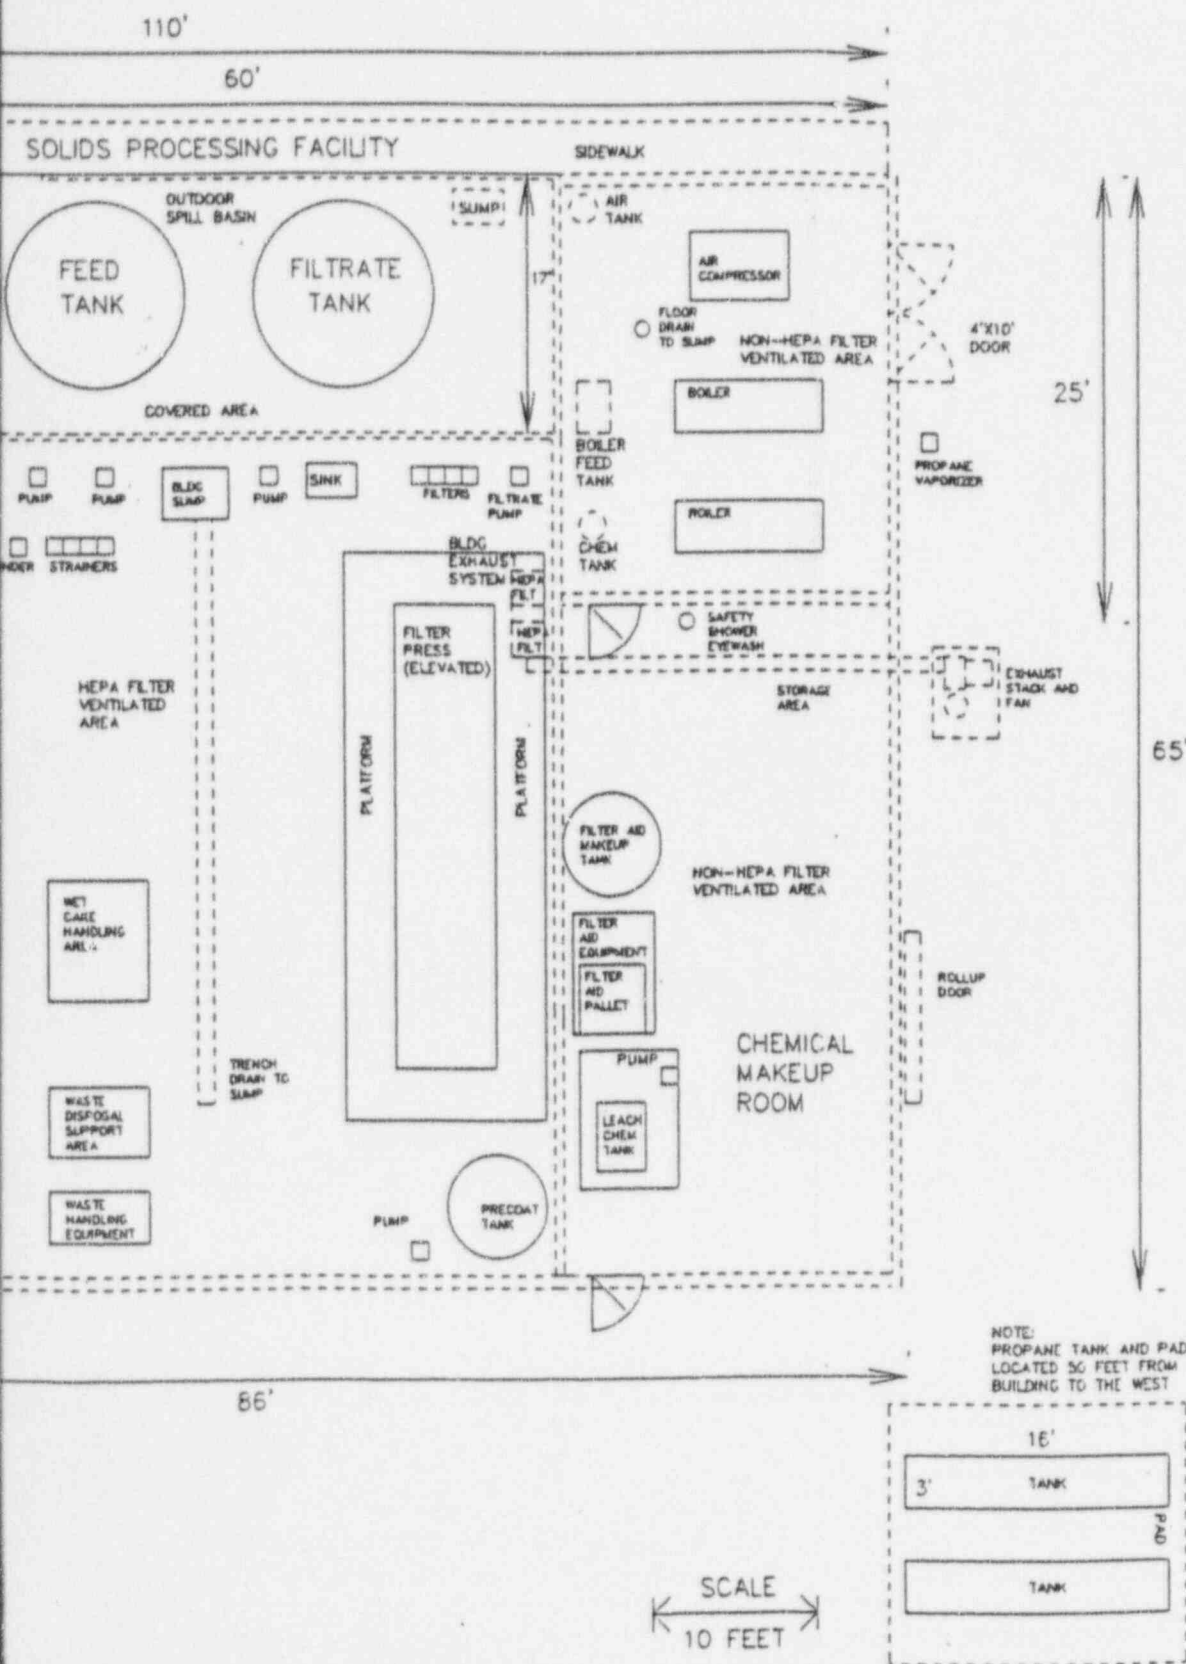 110'
60'
SOLIDS PROCESSING FACILITY
SIDEWALK
OUTDOOR
SPILL BASIN
SUMP
AIR
TANK
FEED
TANK
FILTRATE
TANK
17'
AIR
COMPRESSOR
FLOOR
DRAIN
TO SUMP
NON-HEPA FILTER
VENTILATED AREA
4'X10'
DOOR
25'
BOILER
COVERED AREA
BOILER
FEED
TANK
PROPANE
VAPORIZER
PUMP
PUMP
BLDG
SUMP
PUMP
SINK
FILTERS
FILTRATE
PUMP
BOILER
CHEM
TANK
NDER
STRAINERS
BLDG
EXHAUST
SYSTEM
HEPA
FILT
HEPA
FILT
FILTER
PRESS
(ELEVATED)
SAFETY
SHOWER
EYEWASH
STORAGE
AREA
EXHAUST
STACK AND
FAN
HEPA FILTER
VENTILATED
AREA
PLATFORM
PLATFORM
65'
FILTER AID
MAKEUP
TANK
NON-HEPA FILTER
VENTILATED AREA
WET
CAKE
HANDLING
AREA
FILTER
AID
EQUIPMENT
FILTER
AID
PALLET
ROLLUP
DOOR
CHEMICAL
MAKEUP
ROOM
PUMP
LEACH
CHEM
TANK
TRENCH
DRAIN TO
SUMP
WASTE
DISPOSAL
SUPPORT
AREA
WASTE
HANDLING
EQUIPMENT
PUMP
PRECOAT
TANK
NOTE:
PROPANE TANK AND PAD
LOCATED 50 FEET FROM
BUILDING TO THE WEST
86'
16'
3'
TANK
PAD
TANK
SCALE
10 FEET